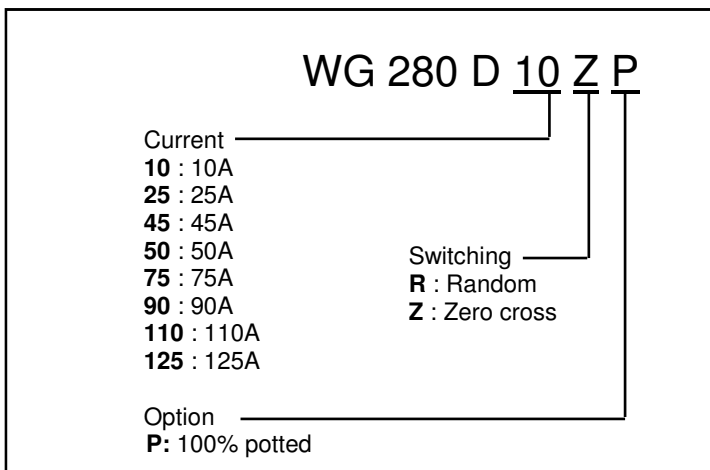 WG 280 D 10 Z P
Current
10 : 10A
25 : 25A
45 : 45A
50 : 50A
75 : 75A
90 : 90A
110 : 110A
125 : 125A
Switching
R : Random
Z : Zero cross
Option
P: 100% potted